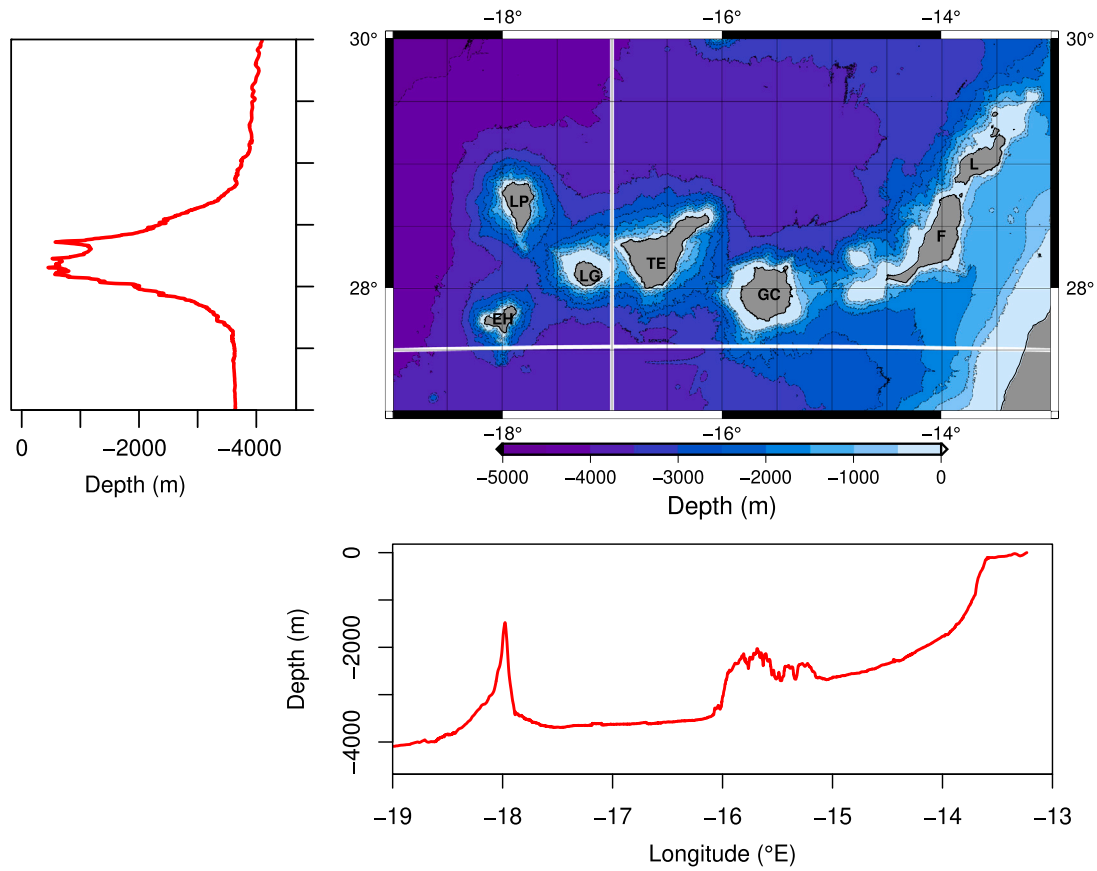 −18° −16° −14°
30° 30°
L
LP
F
TE
LG
GC
28° 28°
EH
−18° −16° −14°
0 −2000 −4000
Depth (m)
−5000 −4000 −3000 −2000 −1000 0
Depth (m)
0
−2000
−4000
Depth (m)
−19 −18 −17 −16 −15 −14 −13
Longitude (°E)